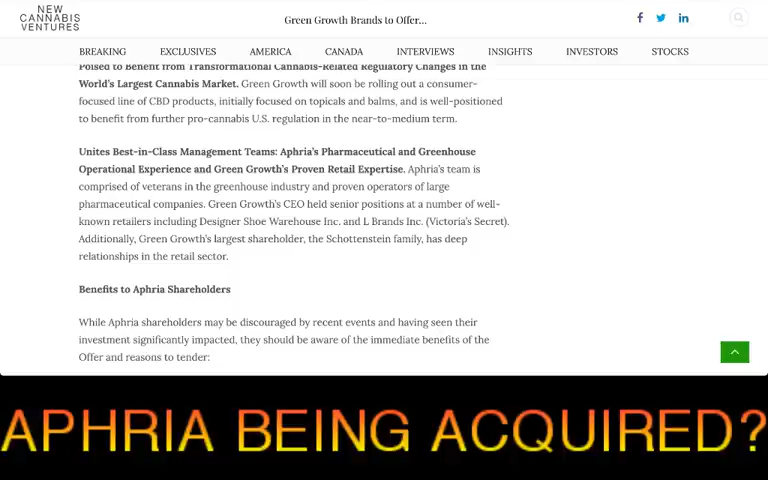 NEW
CANNABIS
VENTURES
Green Growth Brands to Offer...
BREAKING EXCLUSIVES AMERICA CANADA INTERVIEWS INSIGHTS INVESTORS STOCKS
Poised to Benefit from Transformational Cannabis-Related Regulatory Changes in the
World's Largest Cannabis Market. Green Growth will soon be rolling out a consumer-
focused line of CBD products, initially focused on topicals and balms, and is well-positioned
to benefit from further pro-cannabis U.S. regulation in the near-to-medium term.
Unites Best-in-Class Management Teams: Aphria's Pharmaceutical and Greenhouse
Operational Experience and Green Growth's Proven Retail Expertise. Aphria's team is
comprised of veterans in the greenhouse industry and proven operators of large
pharmaceutical companies. Green Growth's CEO held senior positions at a number of well-
known retailers including Designer Shoe Warehouse Inc. and L Brands Inc. (Victoria's Secret).
Additionally, Green Growth's largest shareholder, the Schottenstein family, has deep
relationships in the retail sector.
Benefits to Aphria Shareholders
While Aphria shareholders may be discouraged by recent events and having seen their
investment significantly impacted, they should be aware of the immediate benefits of the
Offer and reasons to tender:
APHRIA BEING ACQUIRED?